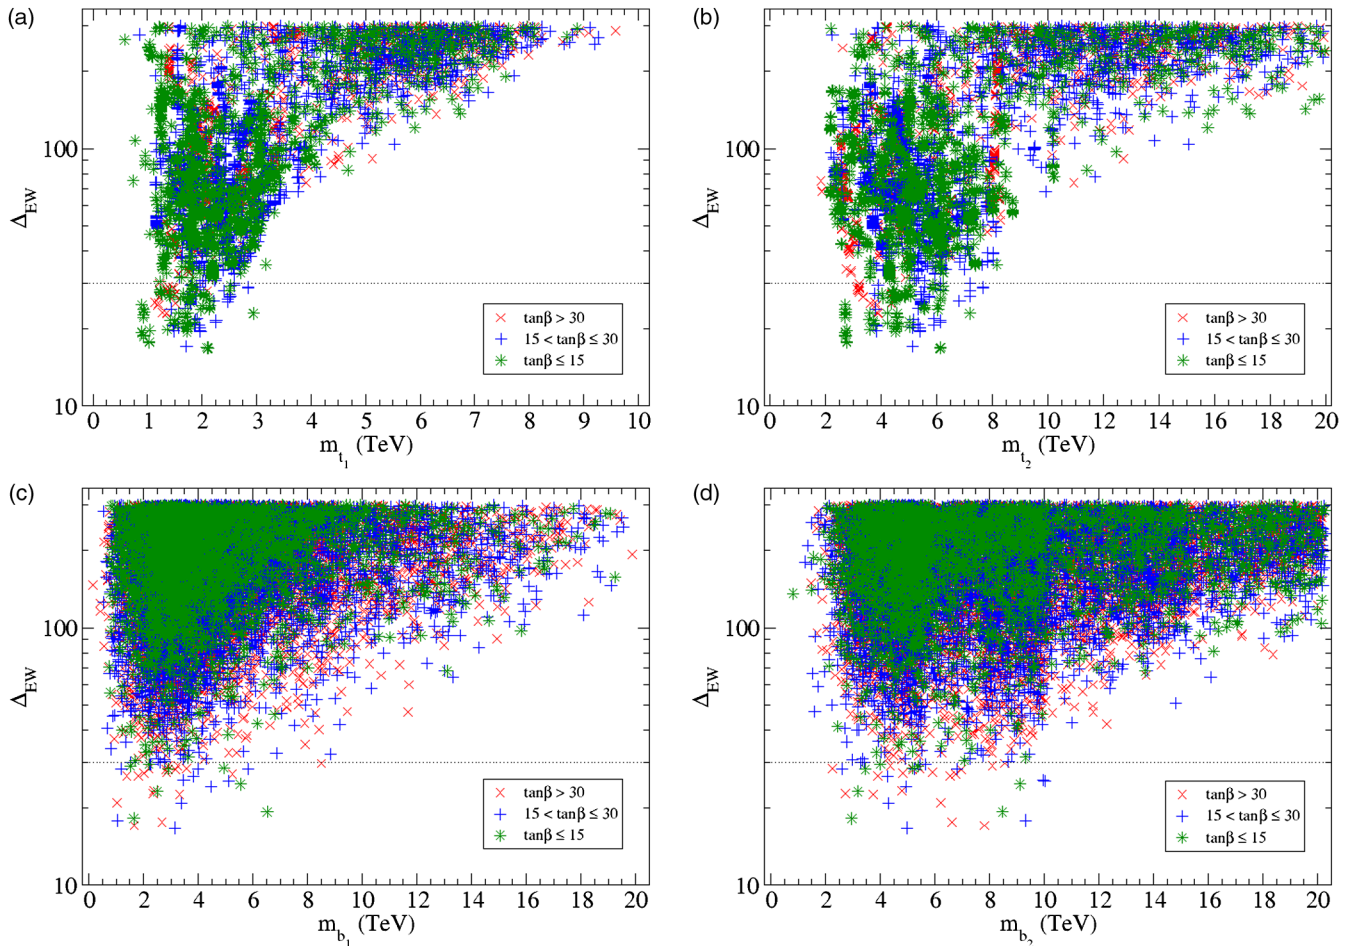 (a)
Δ_EW
100
10
tanβ > 30
15 < tanβ ≤ 30
tanβ ≤ 15
0 1 2 3 4 5 6 7 8 9 10
m_t_1 (TeV)
(b)
Δ_EW
100
10
tanβ > 30
15 < tanβ ≤ 30
tanβ ≤ 15
2 4 6 8 10 12 14 16 18 20
0
m_t_2 (TeV)
(c)
Δ_EW
100
10
tanβ > 30
15 < tanβ ≤ 30
tanβ ≤ 15
0 2 4 6 8 10 12 14 16 18 20
m_b_1 (TeV)
(d)
Δ_EW
100
10
tanβ > 30
15 < tanβ ≤ 30
tanβ ≤ 15
0 2 4 6 8 10 12 14 16 18 20
m_b_2 (TeV)